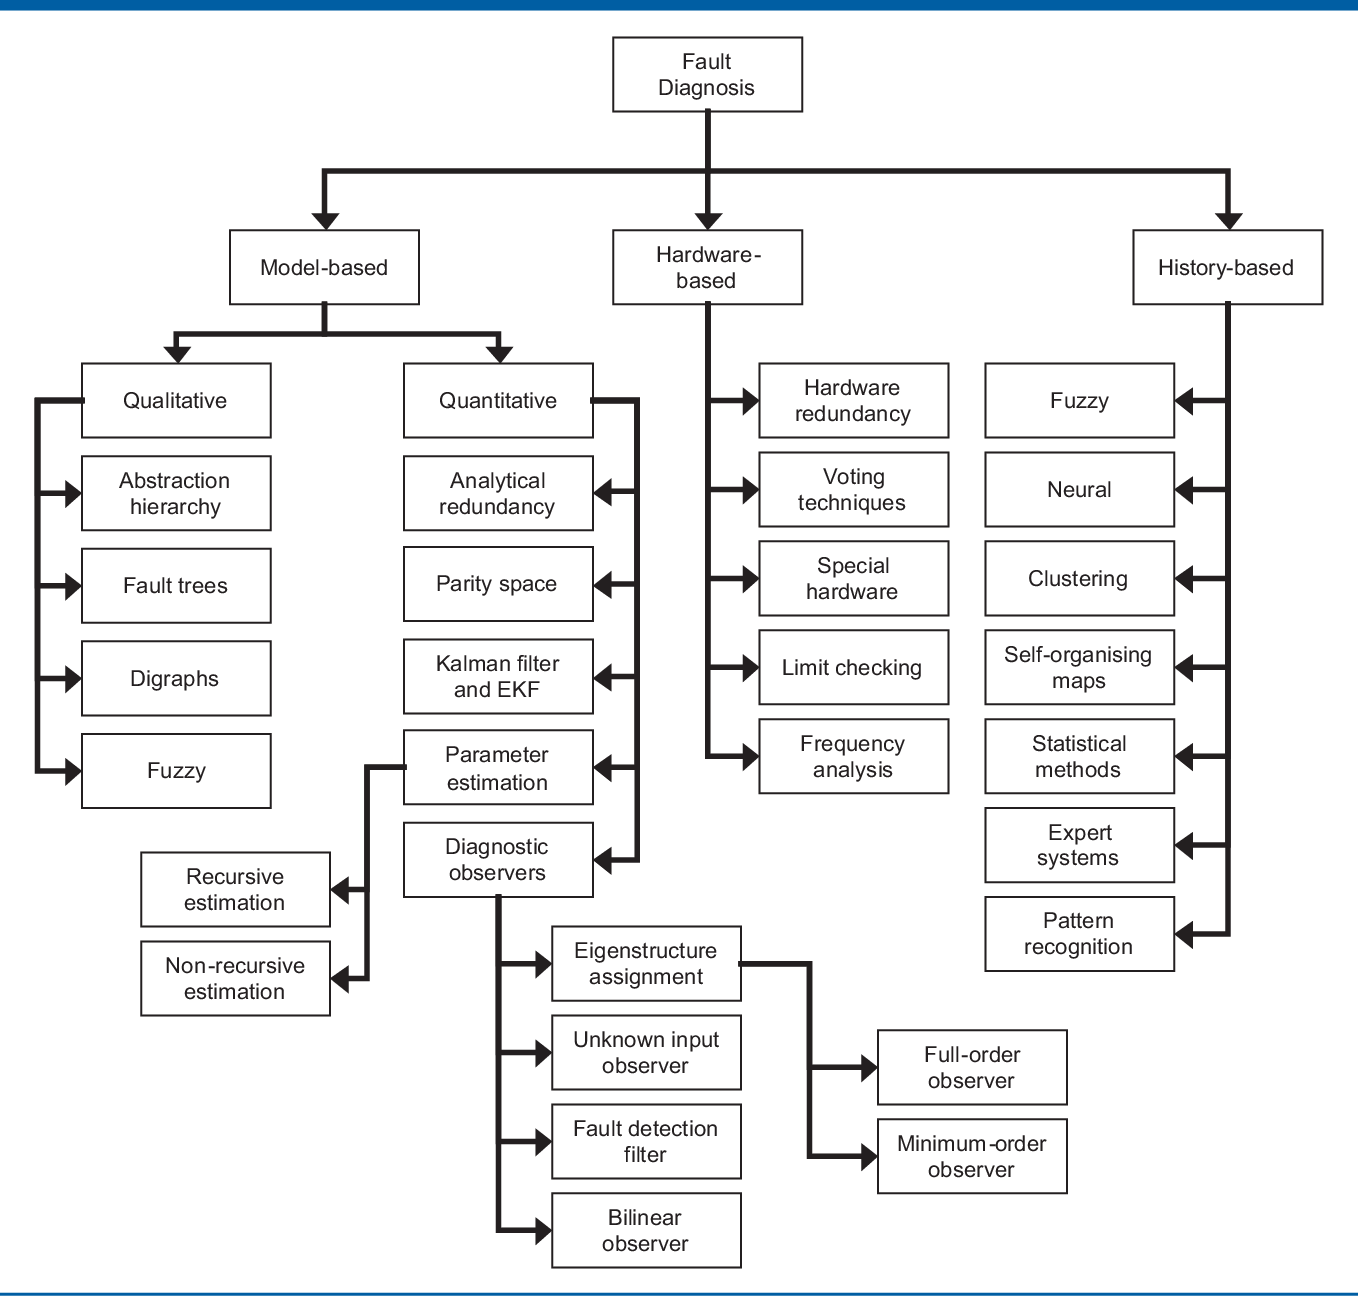 Fault
Diagnosis
Model-based
Hardware-
based
History-based
Qualitative
Abstraction
hierarchy
Fault trees
Digraphs
Fuzzy
Quantitative
Analytical
redundancy
Parity space
Kalman filter
and EKF
Parameter
estimation
Diagnostic
observers
Recursive
estimation
Non-recursive
estimation
Eigenstructure
assignment
Unknown input
observer
Fault detection
filter
Bilinear
observer
Full-order
observer
Minimum-order
observer
Hardware
redundancy
Voting
techniques
Special
hardware
Limit checking
Frequency
analysis
Fuzzy
Neural
Clustering
Self-organising
maps
Statistical
methods
Expert
systems
Pattern
recognition